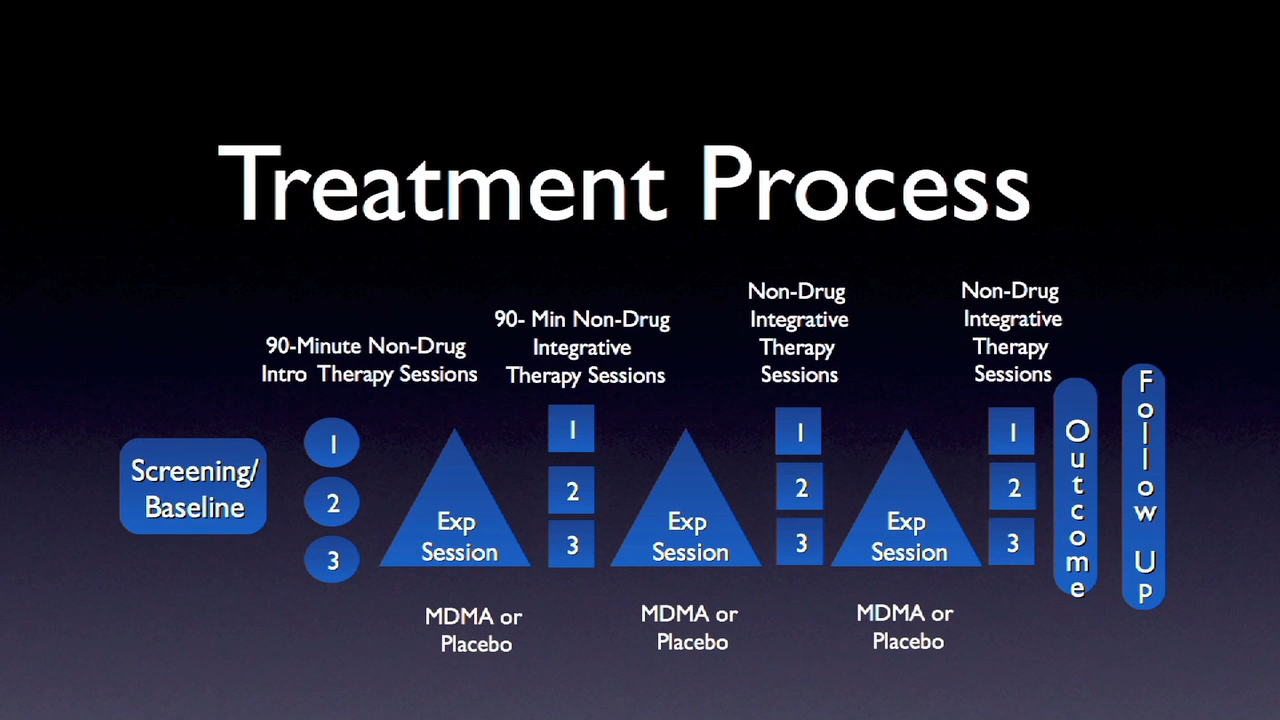 Treatment Process
Screening/
Baseline
90-Minute Non-Drug
Intro Therapy Sessions
1
2
3
Exp
Session
MDMA or
Placebo
90- Min Non-Drug
Integrative
Therapy Sessions
1
2
3
Exp
Session
MDMA or
Placebo
Non-Drug
Integrative
Therapy
Sessions
1
2
3
Exp
Session
MDMA or
Placebo
Non-Drug
Integrative
Therapy
Sessions
1
2
3
Outcome
Follow Up